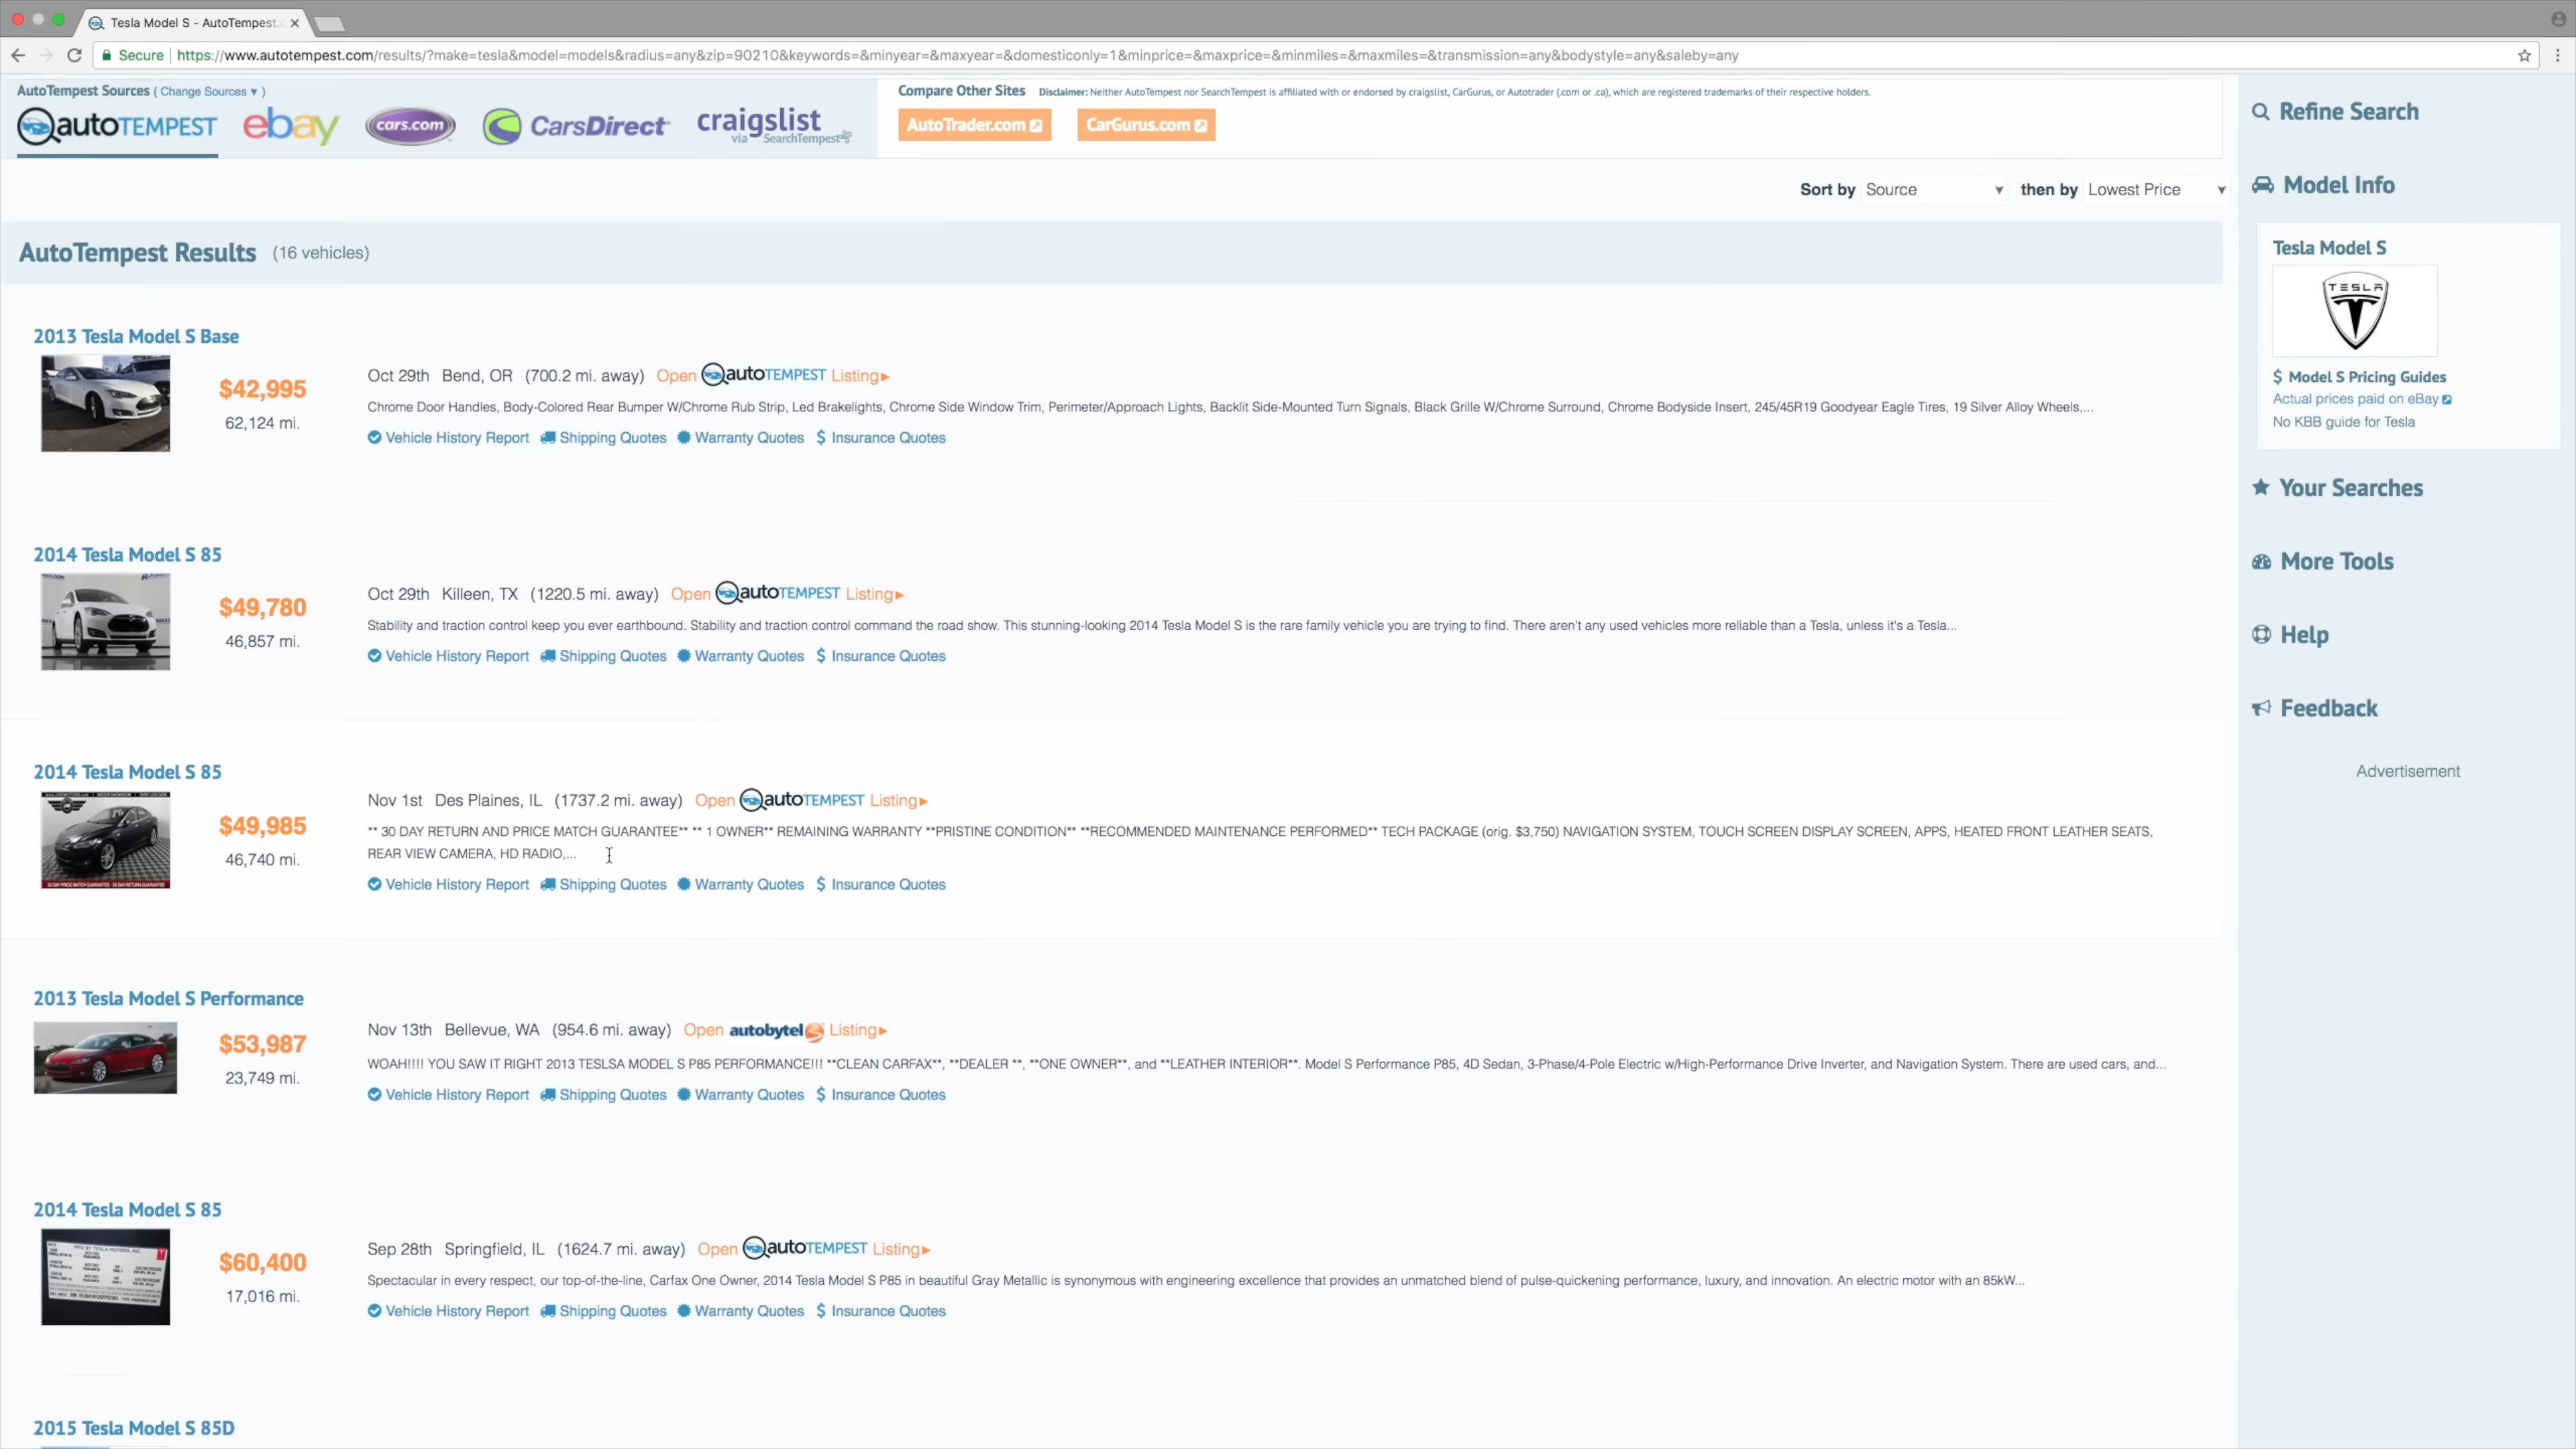 Tesla Model S - AutoTempest.c
Secure https://www.autotempest.com/results/?make=tesla&model=models&radius=any&zip=90210&keywords=&minyear=&maxyear=&domesticonly=1&minprice=&maxprice=&minmiles=&maxmiles=&transmission=any&bodystyle=any&saleby=any
AutoTempest Sources ( Change Sources ▾ )
autoTEMPEST ebay cars.com CarsDirect craigslist
via SearchTempest
Compare Other Sites Disclaimer: Neither AutoTempest nor SearchTempest is affiliated with or endorsed by craigslist, CarGurus, or Autotrader (.com or .ca), which are registered trademarks of their respective holders.
AutoTrader.com CarGurus.com
Sort by Source then by Lowest Price
AutoTempest Results (16 vehicles)
2013 Tesla Model S Base
$42,995
62,124 mi.
Oct 29th Bend, OR (700.2 mi. away) Open autoTEMPEST Listing▸
Chrome Door Handles, Body-Colored Rear Bumper W/Chrome Rub Strip, Led Brakelights, Chrome Side Window Trim, Perimeter/Approach Lights, Backlit Side-Mounted Turn Signals, Black Grille W/Chrome Surround, Chrome Bodyside Insert, 245/45R19 Goodyear Eagle Tires, 19 Silver Alloy Wheels,...
Vehicle History Report Shipping Quotes Warranty Quotes $ Insurance Quotes
2014 Tesla Model S 85
$49,780
46,857 mi.
Oct 29th Killeen, TX (1220.5 mi. away) Open autoTEMPEST Listing▸
Stability and traction control keep you ever earthbound. Stability and traction control command the road show. This stunning-looking 2014 Tesla Model S is the rare family vehicle you are trying to find. There aren't any used vehicles more reliable than a Tesla, unless it's a Tesla...
Vehicle History Report Shipping Quotes Warranty Quotes $ Insurance Quotes
2014 Tesla Model S 85
$49,985
46,740 mi.
Nov 1st Des Plaines, IL (1737.2 mi. away) Open autoTEMPEST Listing▸
** 30 DAY RETURN AND PRICE MATCH GUARANTEE** ** 1 OWNER** REMAINING WARRANTY **PRISTINE CONDITION** **RECOMMENDED MAINTENANCE PERFORMED** TECH PACKAGE (orig. $3,750) NAVIGATION SYSTEM, TOUCH SCREEN DISPLAY SCREEN, APPS, HEATED FRONT LEATHER SEATS,
REAR VIEW CAMERA, HD RADIO,...
Vehicle History Report Shipping Quotes Warranty Quotes $ Insurance Quotes
2013 Tesla Model S Performance
$53,987
23,749 mi.
Nov 13th Bellevue, WA (954.6 mi. away) Open autobytel Listing▸
WOAH!!!! YOU SAW IT RIGHT 2013 TESLSA MODEL S P85 PERFORMANCE!!! **CLEAN CARFAX**, **DEALER **, **ONE OWNER**, and **LEATHER INTERIOR**. Model S Performance P85, 4D Sedan, 3-Phase/4-Pole Electric w/High-Performance Drive Inverter, and Navigation System. There are used cars, and...
Vehicle History Report Shipping Quotes Warranty Quotes $ Insurance Quotes
2014 Tesla Model S 85
$60,400
17,016 mi.
Sep 28th Springfield, IL (1624.7 mi. away) Open autoTEMPEST Listing▸
Spectacular in every respect, our top-of-the-line, Carfax One Owner, 2014 Tesla Model S P85 in beautiful Gray Metallic is synonymous with engineering excellence that provides an unmatched blend of pulse-quickening performance, luxury, and innovation. An electric motor with an 85kW...
Vehicle History Report Shipping Quotes Warranty Quotes $ Insurance Quotes
2015 Tesla Model S 85D
Refine Search
Model Info
Tesla Model S
TESLA
$ Model S Pricing Guides
Actual prices paid on eBay
No KBB guide for Tesla
Your Searches
More Tools
Help
Feedback
Advertisement